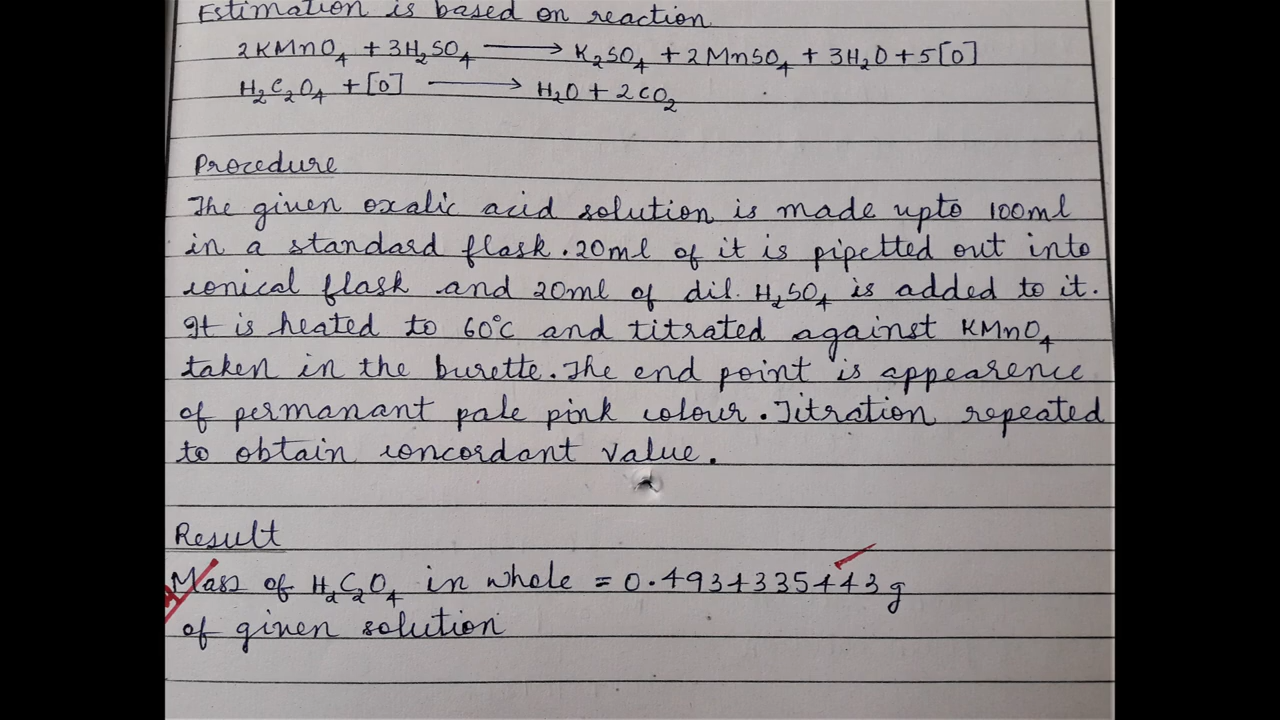 Estimation is based on reaction
2KMnO4 + 3H2SO4 ⟶ K2SO4 + 2MnSO4 + 3H2O + 5[O]
H2C2O4 + [O] ⟶ H2O + 2CO2
Procedure
The given oxalic acid solution is made upto 100ml
in a standard flask. 20ml of it is pipetted out into
conical flask and 20ml of dil. H2SO4 is added to it.
It is heated to 60°C and titrated against KMnO4
taken in the burette. The end point is appearence
of permanant pale pink colour. Titration repeated
to obtain concordant value.
Result
Mass of H2C2O4 in whole = 0.4934335443g
of given solution